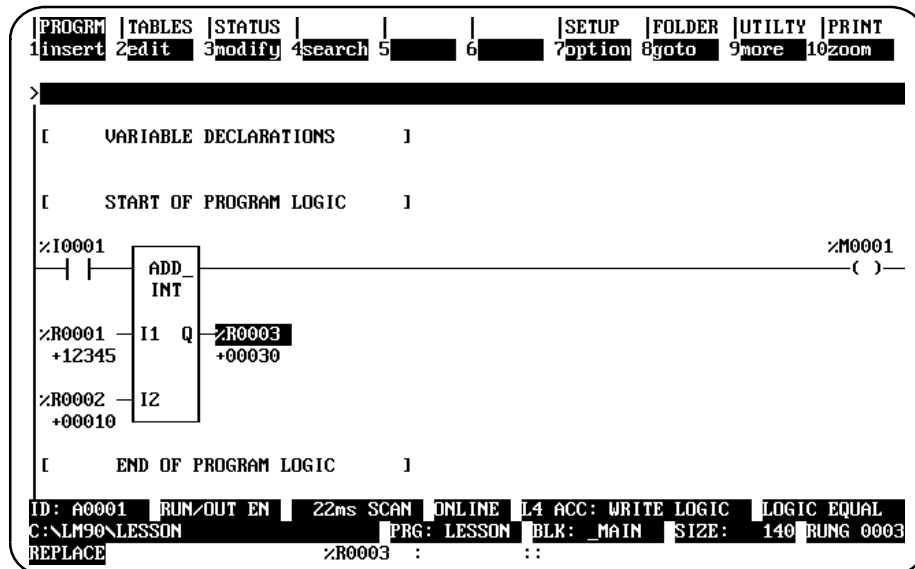 PROGRM |TABLES |STATUS | | |SETUP |FOLDER |UTILTY |PRINT
1insert 2edit 3modify 4search 5 6 7option 8goto 9more 10zoom
>
[ VARIABLE DECLARATIONS ]
[ START OF PROGRAM LOGIC ]
%I0001 %M0001
ADD_
INT
%R0001 I1 Q %R0003
+12345 +00030
%R0002 I2
+00010
[ END OF PROGRAM LOGIC ]
ID: A0001 RUN/OUT EN 22ms SCAN ONLINE L4 ACC: WRITE LOGIC LOGIC EQUAL
C:\LM90\LESSON PRG: LESSON BLK: _MAIN SIZE: 140 RUNG 0003
REPLACE %R0003 : ::